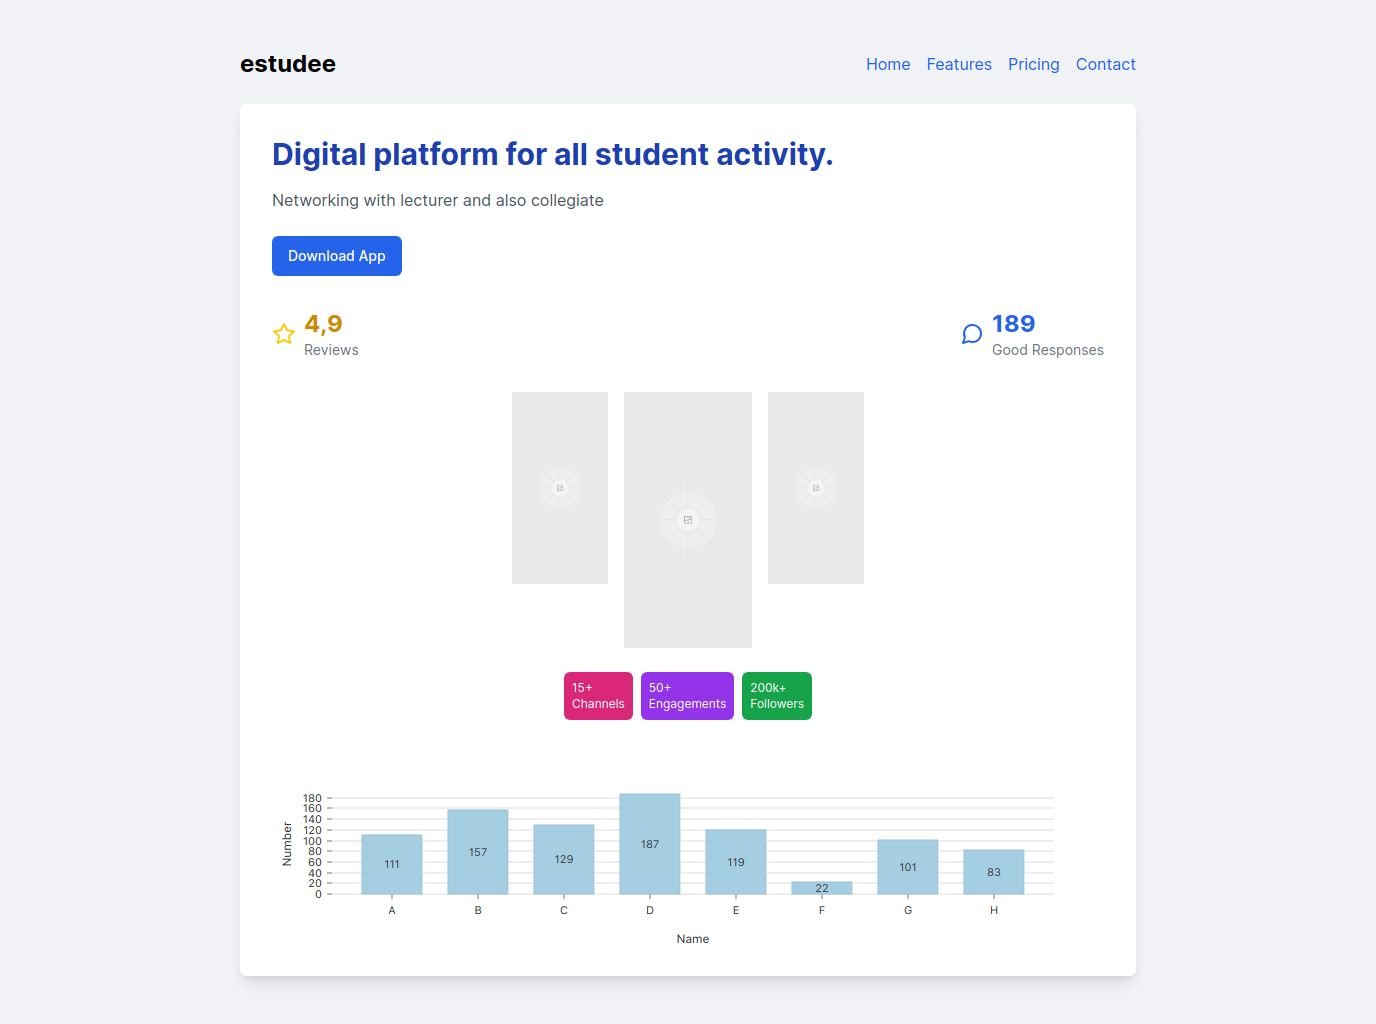 estudee
Home Features Pricing Contact
Digital platform for all student activity.
Networking with lecturer and also collegiate
Download App
4,9
Reviews
189
Good Responses
15+
Channels
50+
Engagements
200k+
Followers
Number
180
160
140
120
100
80
60
40
20
0
111
157
129
187
119
22
101
83
A B C D E F G H
Name